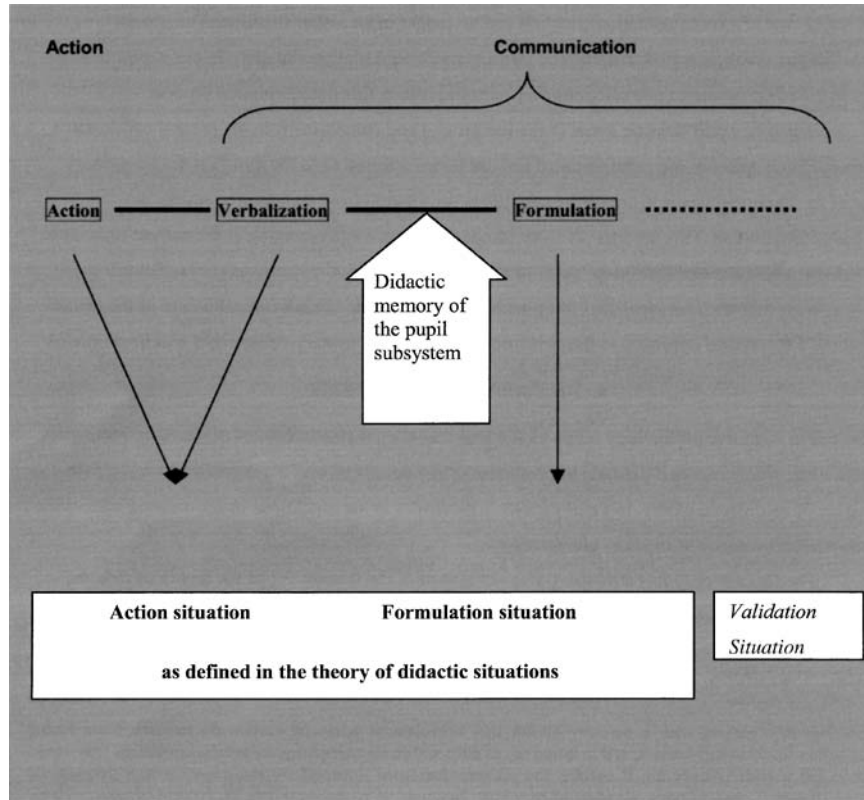 Action
Communication
Action
Verbalization
Formulation
Didactic
memory of
the pupil
subsystem
Action situation
Formulation situation
as defined in the theory of didactic situations
Validation
Situation